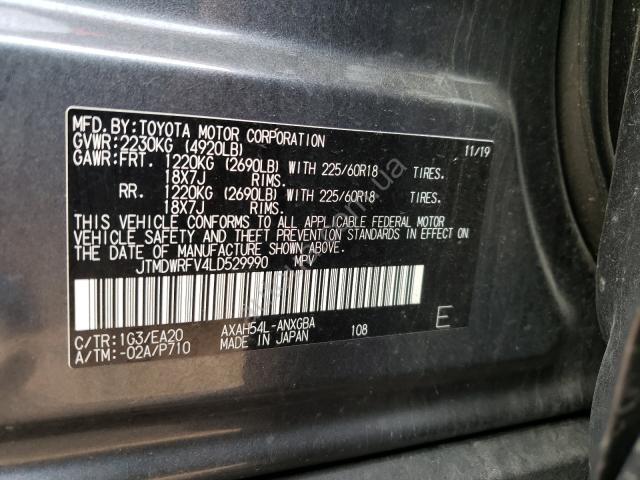 MFD. BY: TOYOTA MOTOR CORPORATION 11/19
GVWR: 2230KG (4920LB)
GAWR: FRT. 1220KG (2690LB) WITH 225/60R18 TIRES.
18X7J RIMS.
RR. 1220KG (2690LB) WITH 225/60R18 TIRES.
18X7J RIMS.
THIS VEHICLE CONFORMS TO ALL APPLICABLE FEDERAL MOTOR
VEHICLE SAFETY AND THEFT PREVENTION STANDARDS IN EFFECT ON
THE DATE OF MANUFACTURE SHOWN ABOVE.
JTMDWRFV4LD529990 MPV
C/TR: 1G3/EA20 AXAH54L-ANXGBA 108 E
A/TM: -02A/P710 MADE IN JAPAN